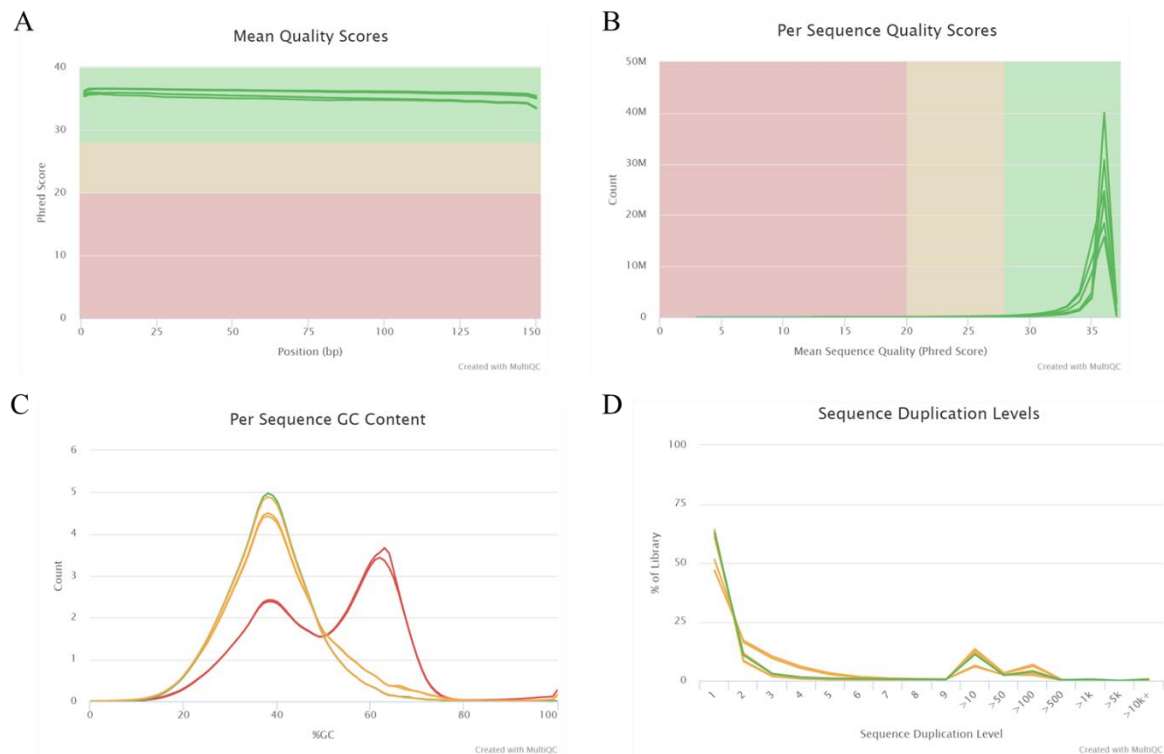 A
Mean Quality Scores
40
30
20
10
0
Phred Score
0 25 50 75 100 125 150
Position (bp)
Created with MultiQC
B
Per Sequence Quality Scores
50M
40M
30M
20M
10M
0
Count
0 5 10 15 20 25 30 35
Mean Sequence Quality (Phred Score)
Created with MultiQC
C
Per Sequence GC Content
6
5
4
3
2
1
0
Count
0 20 40 60 80 100
%GC
Created with MultiQC
D
Sequence Duplication Levels
100
75
50
25
0
% of Library
1 2 3 4 5 6 7 8 9 >10 >50 >100 >500 >1k >5k >10k+
Sequence Duplication Level
Created with MultiQC